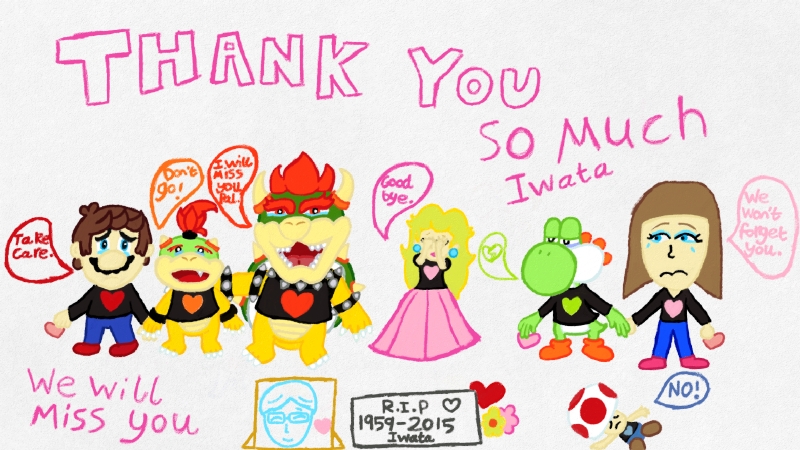 THANK YOU
SO MUCH
Iwata
Take
care.
Don't
go!
I will
MISS
you
pal.
Good
bye.
We
won't
forget
you.
We will
Miss you
R.I.P
1959-2015
Iwata
NO!